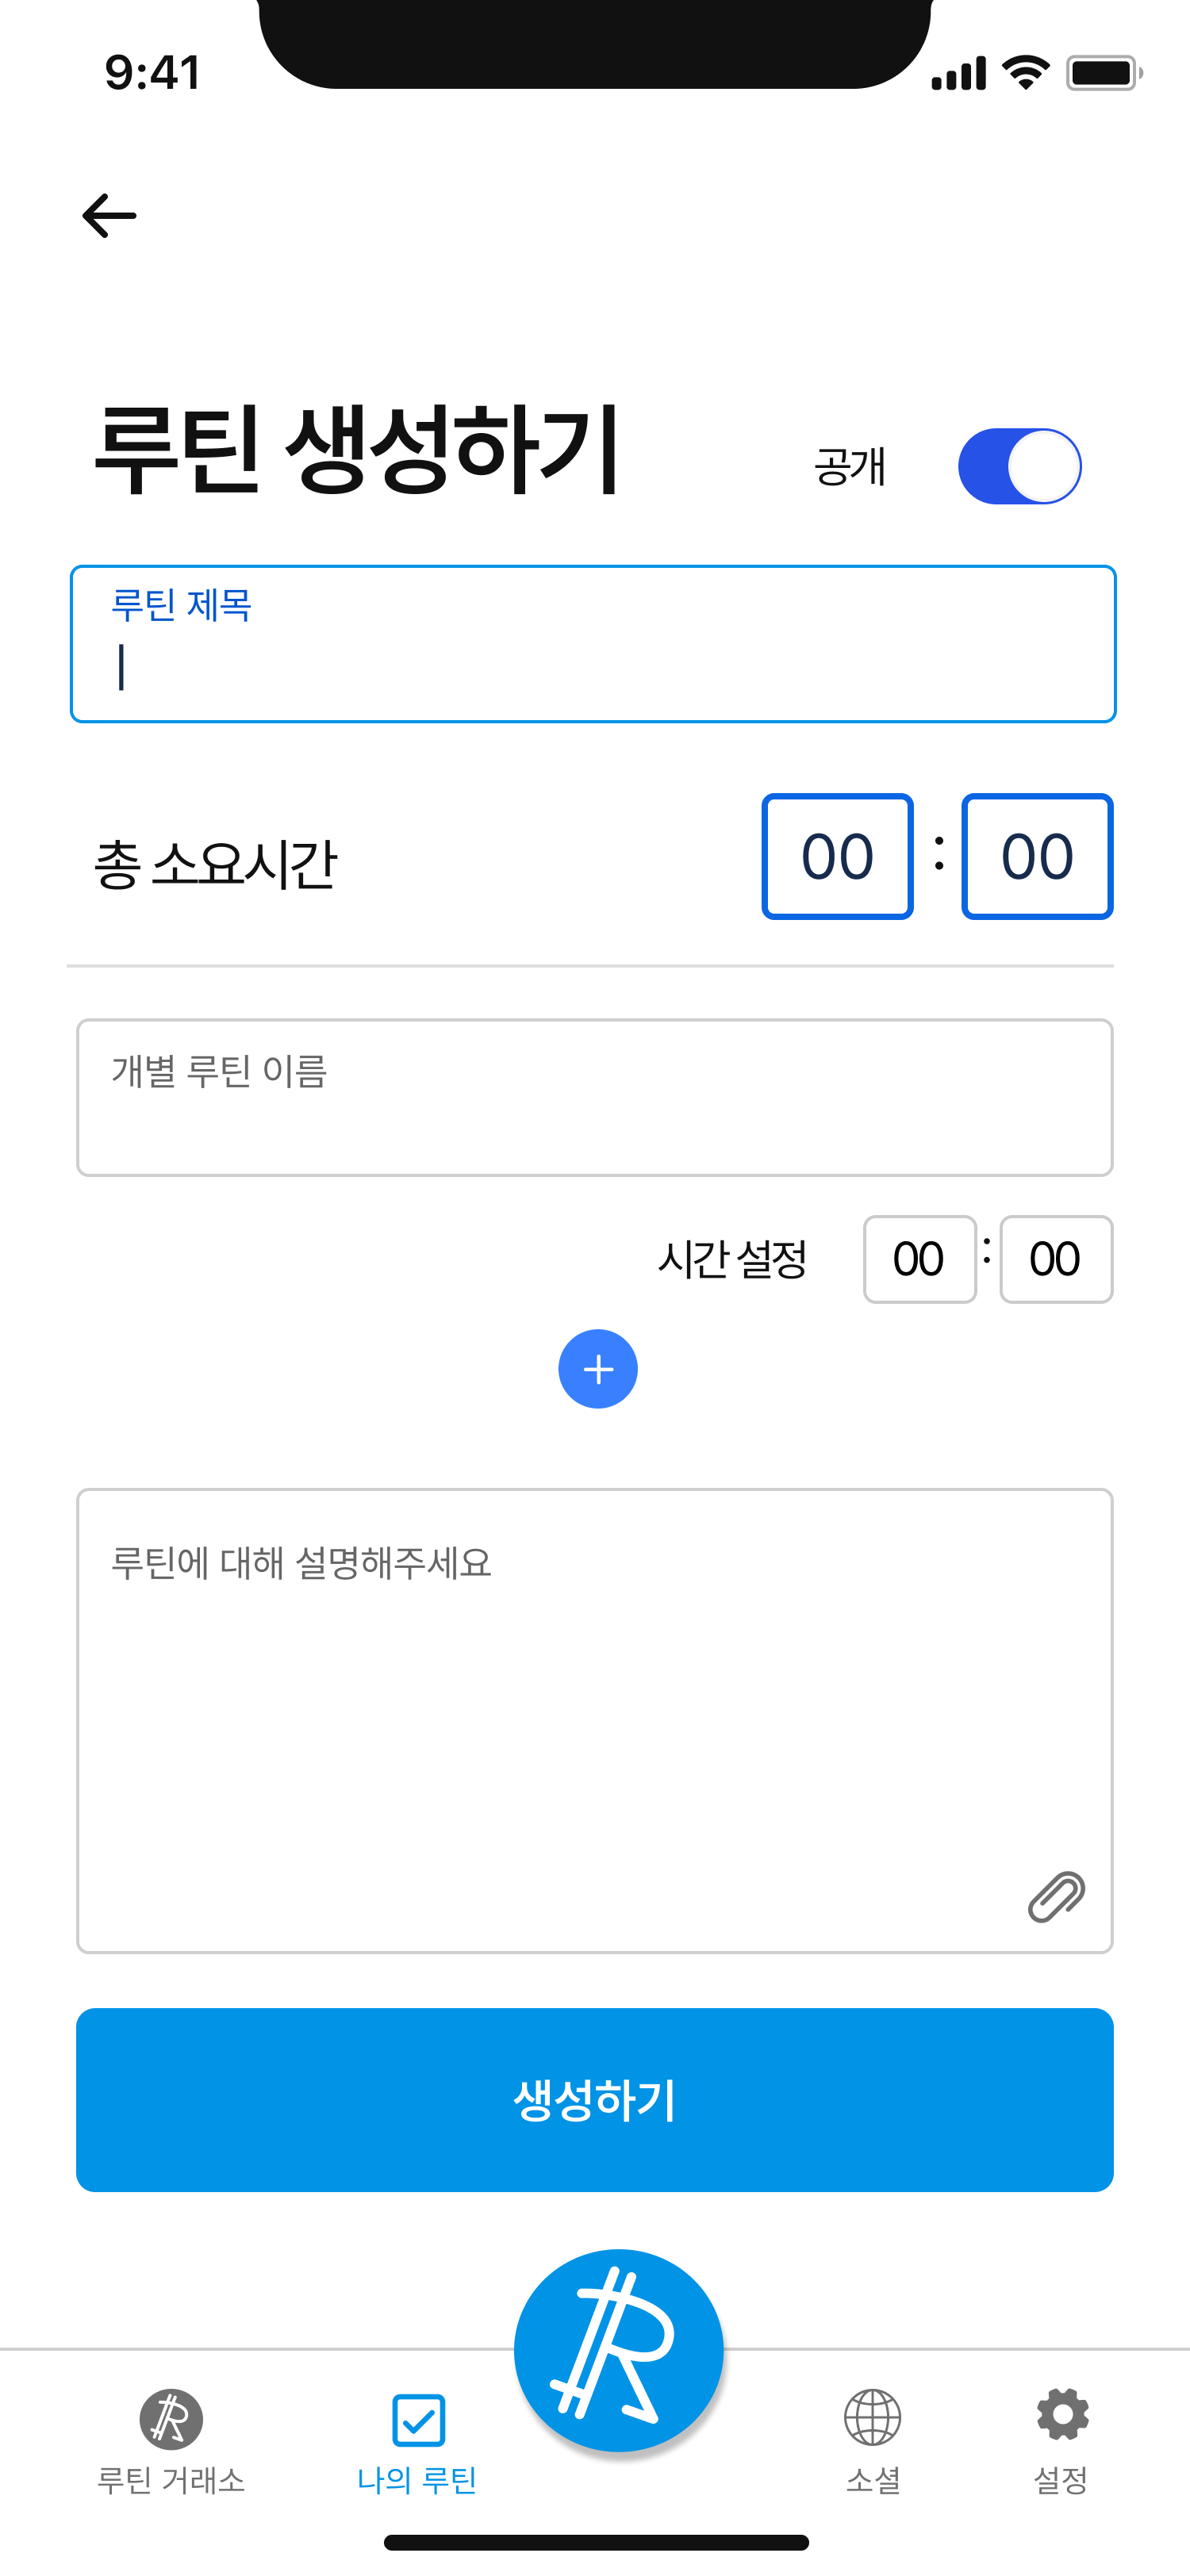 9:41
루틴 생성하기
공개
루틴 제목
총 소요시간
00 : 00
개별 루틴 이름
시간 설정
00 : 00
루틴에 대해 설명해주세요
생성하기
루틴 거래소
나의 루틴
소셜
설정